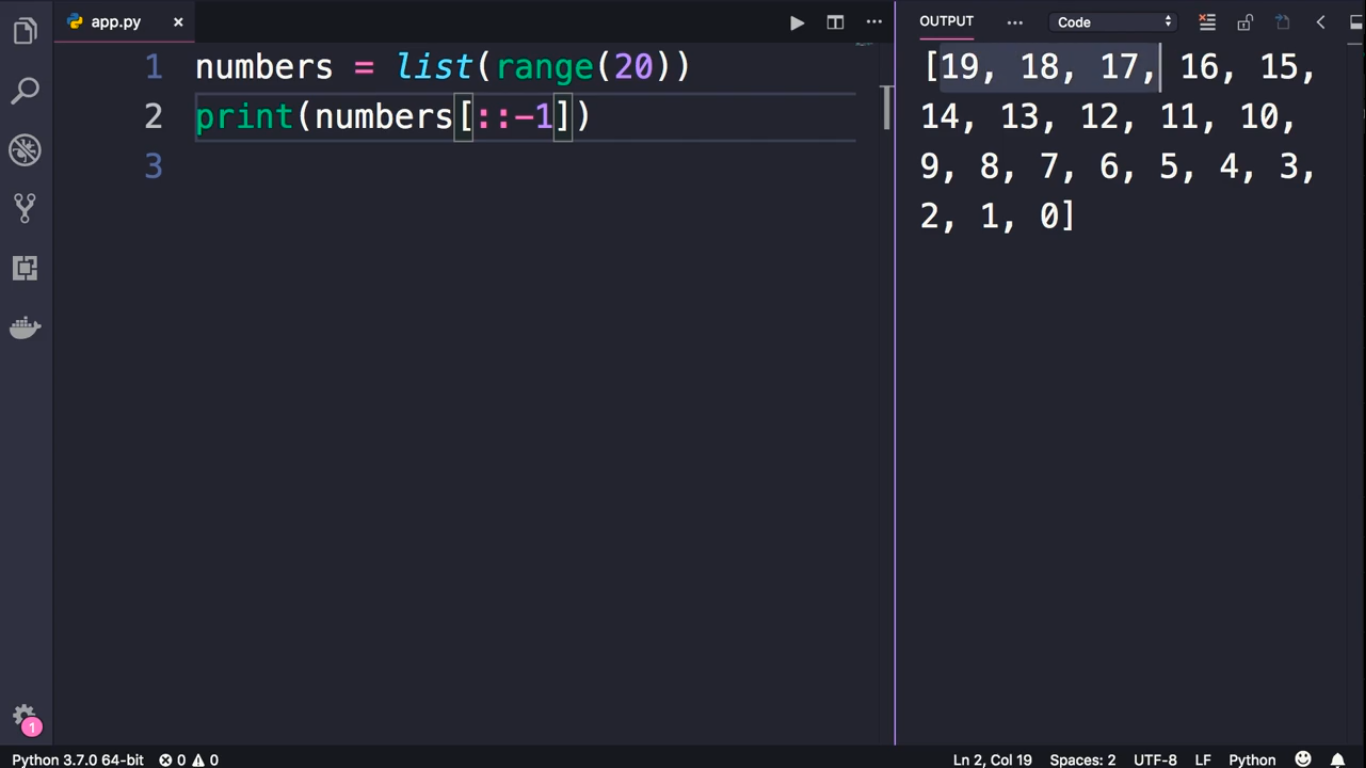 app.py
OUTPUT
Code
1 numbers = list(range(20))
2 print(numbers[::-1])
3
[19, 18, 17, 16, 15,
14, 13, 12, 11, 10,
9, 8, 7, 6, 5, 4, 3,
2, 1, 0]
1
Python 3.7.0 64-bit 0 0 Ln 2, Col 19 Spaces: 2 UTF-8 LF Python